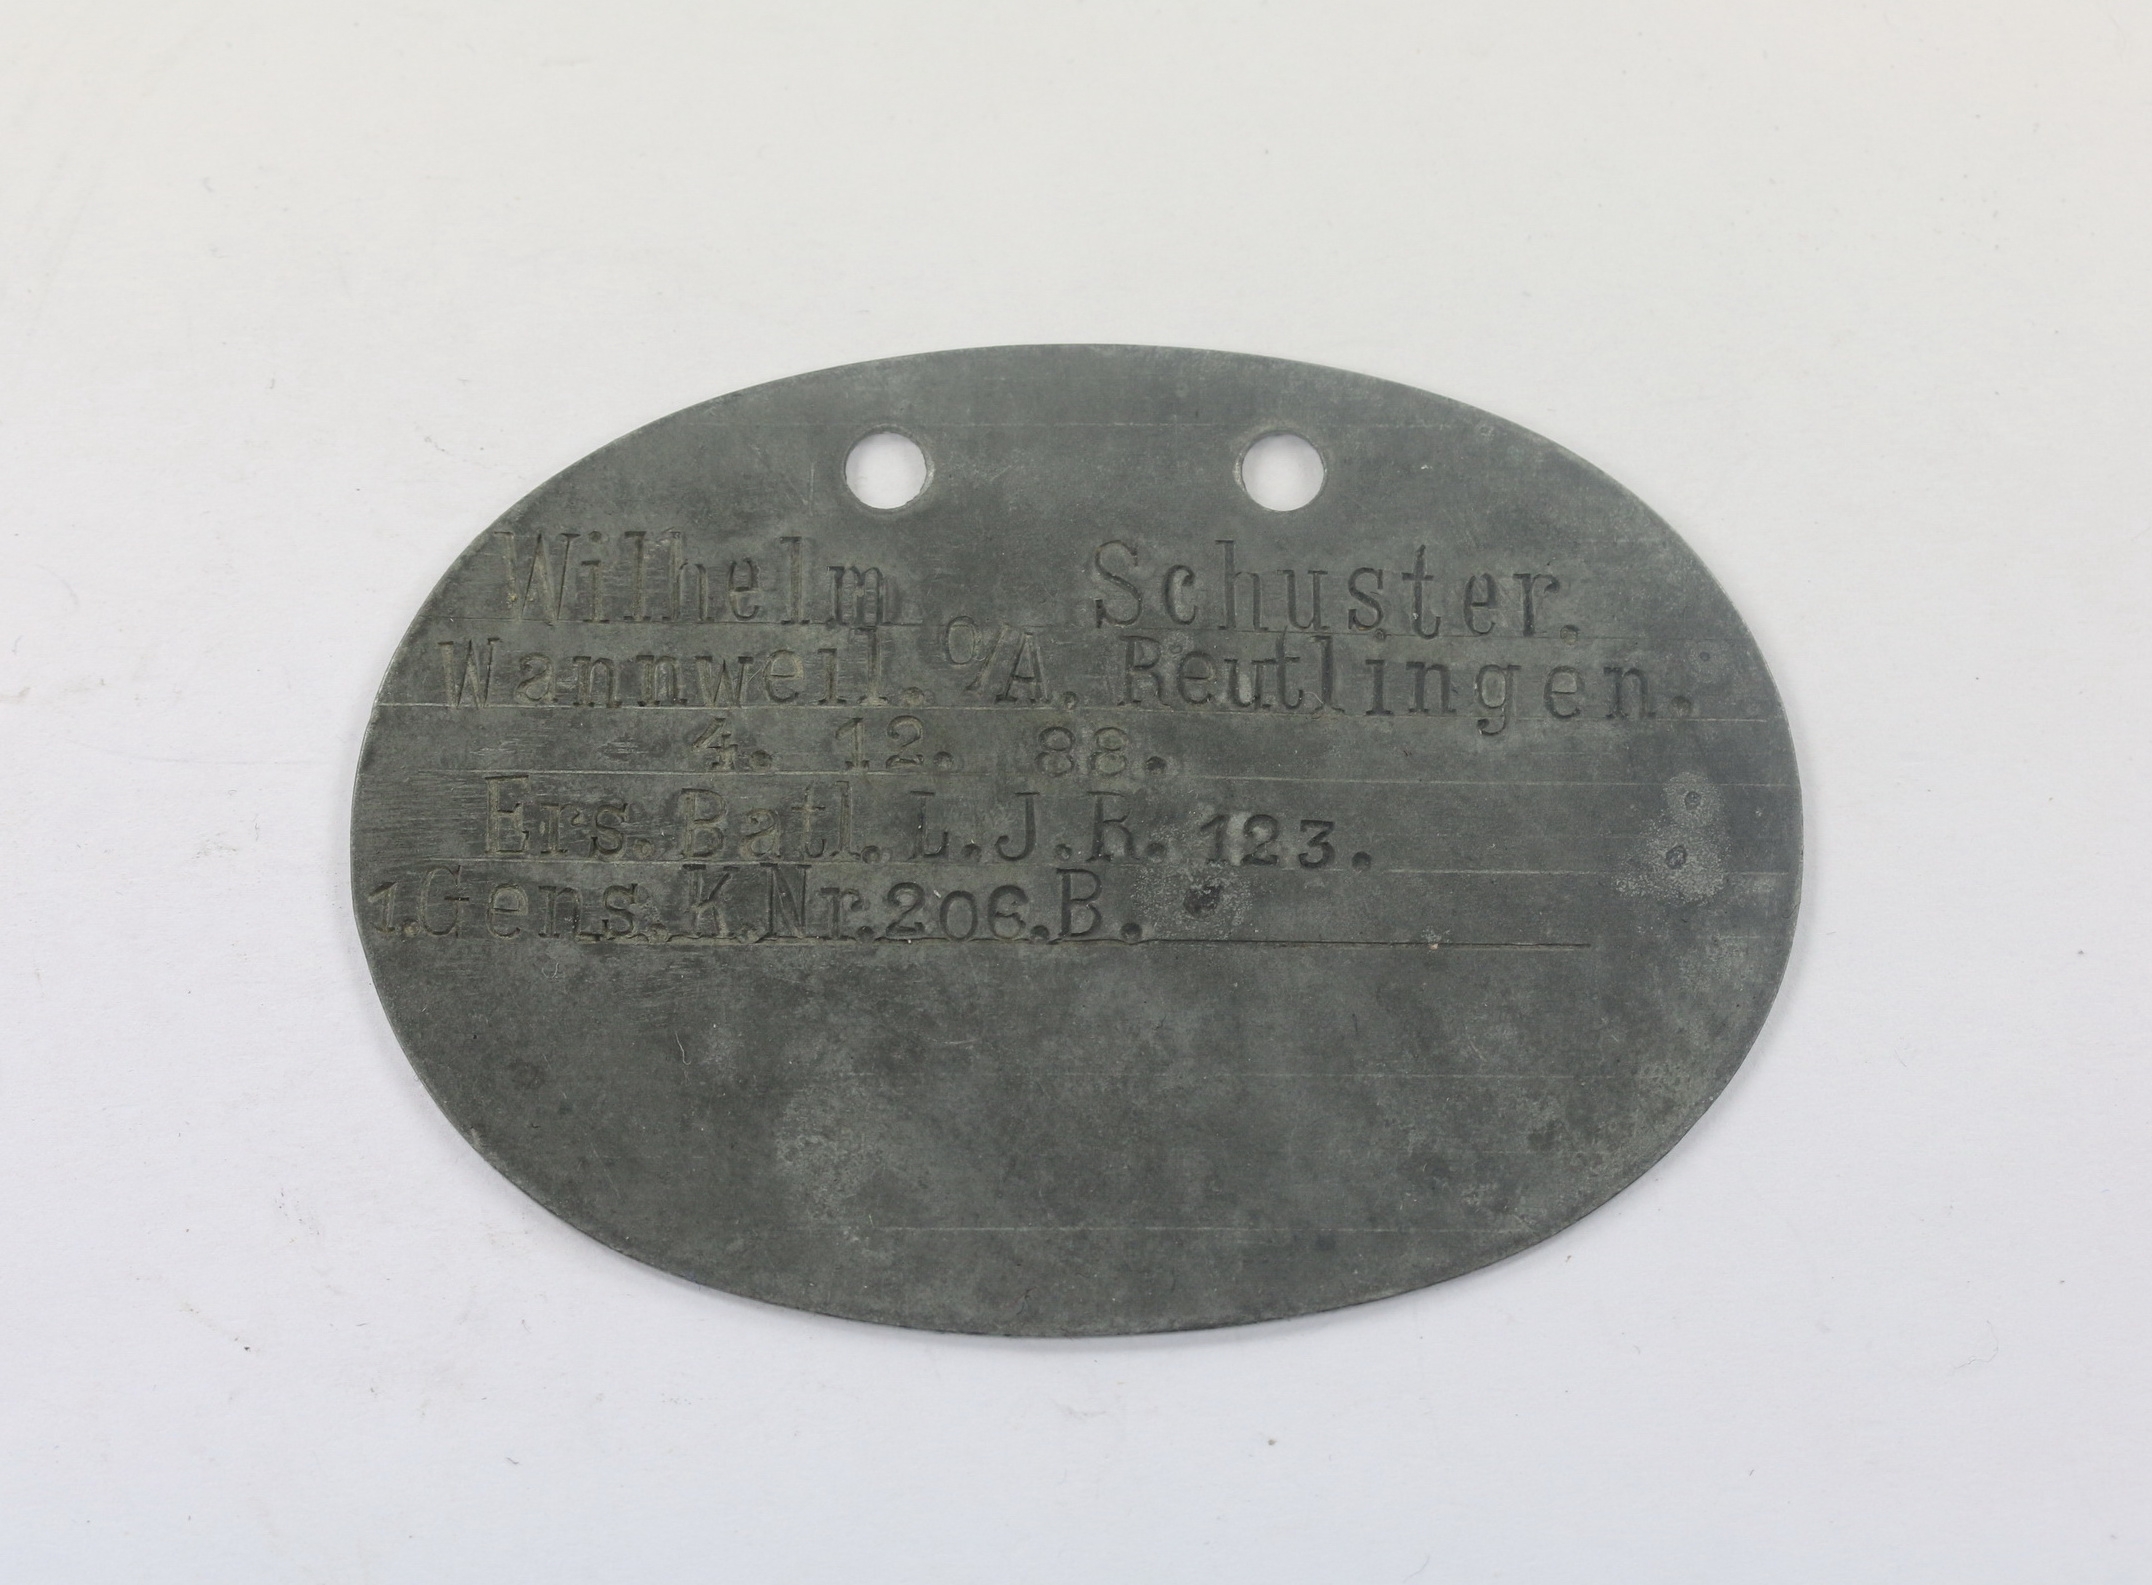 Wilhelm Schuster.
Wannweil. O/A. Reutlingen.
4. 12. 88.
Ers. Batl. L.J.R. 123.
1.Gens.K.Nr.206.B.